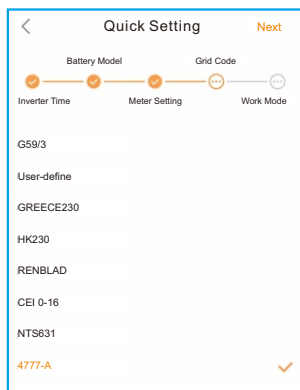 Quick Setting
Next
Battery Model
Grid Code
Inverter Time
Meter Setting
Work Mode
G59/3
User-define
GREECE230
HK230
RENBLAD
CEI 0-16
NTS631
4777-A